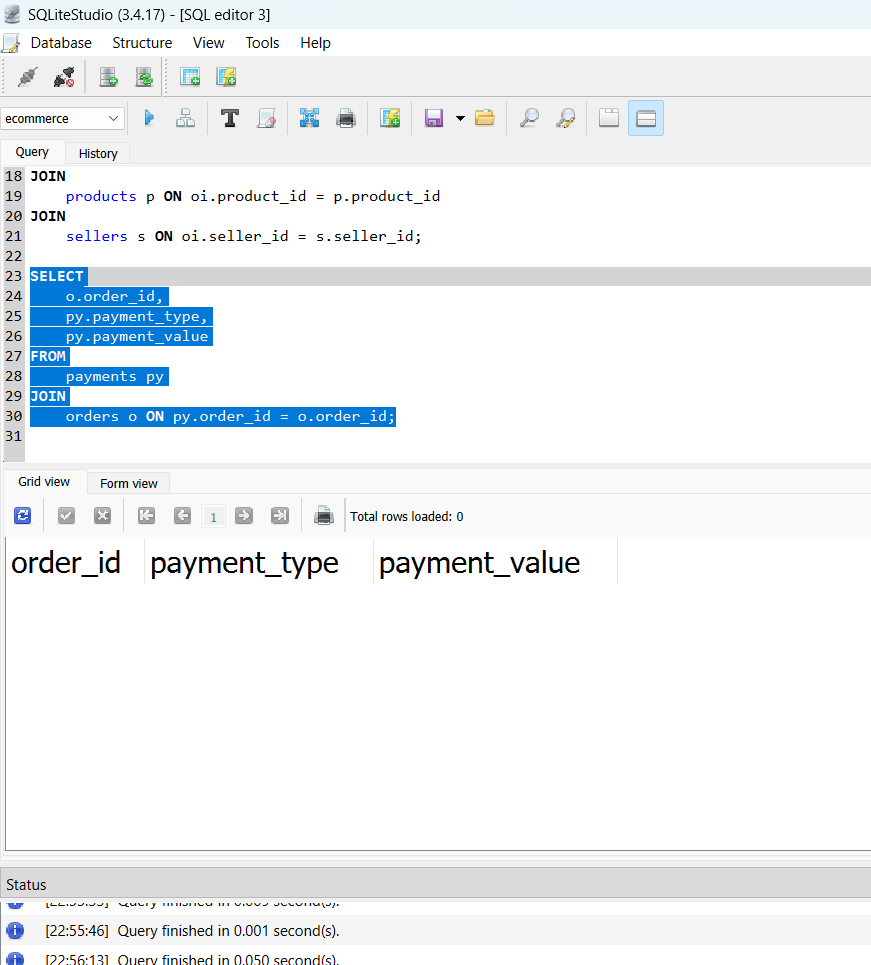 SQLiteStudio (3.4.17) - [SQL editor 3]
Database Structure View Tools Help
ecommerce
Query History
18 JOIN
19 products p ON oi.product_id = p.product_id
20 JOIN
21 sellers s ON oi.seller_id = s.seller_id;
22
23 SELECT
24 o.order_id,
25 py.payment_type,
26 py.payment_value
27 FROM
28 payments py
29 JOIN
30 orders o ON py.order_id = o.order_id;
31
Grid view Form view
1 Total rows loaded: 0
order_id payment_type payment_value
Status
Query finished in second(s).
[22:55:46] Query finished in 0.001 second(s).
[22:56:13] Query finished in 0.050 second(s).